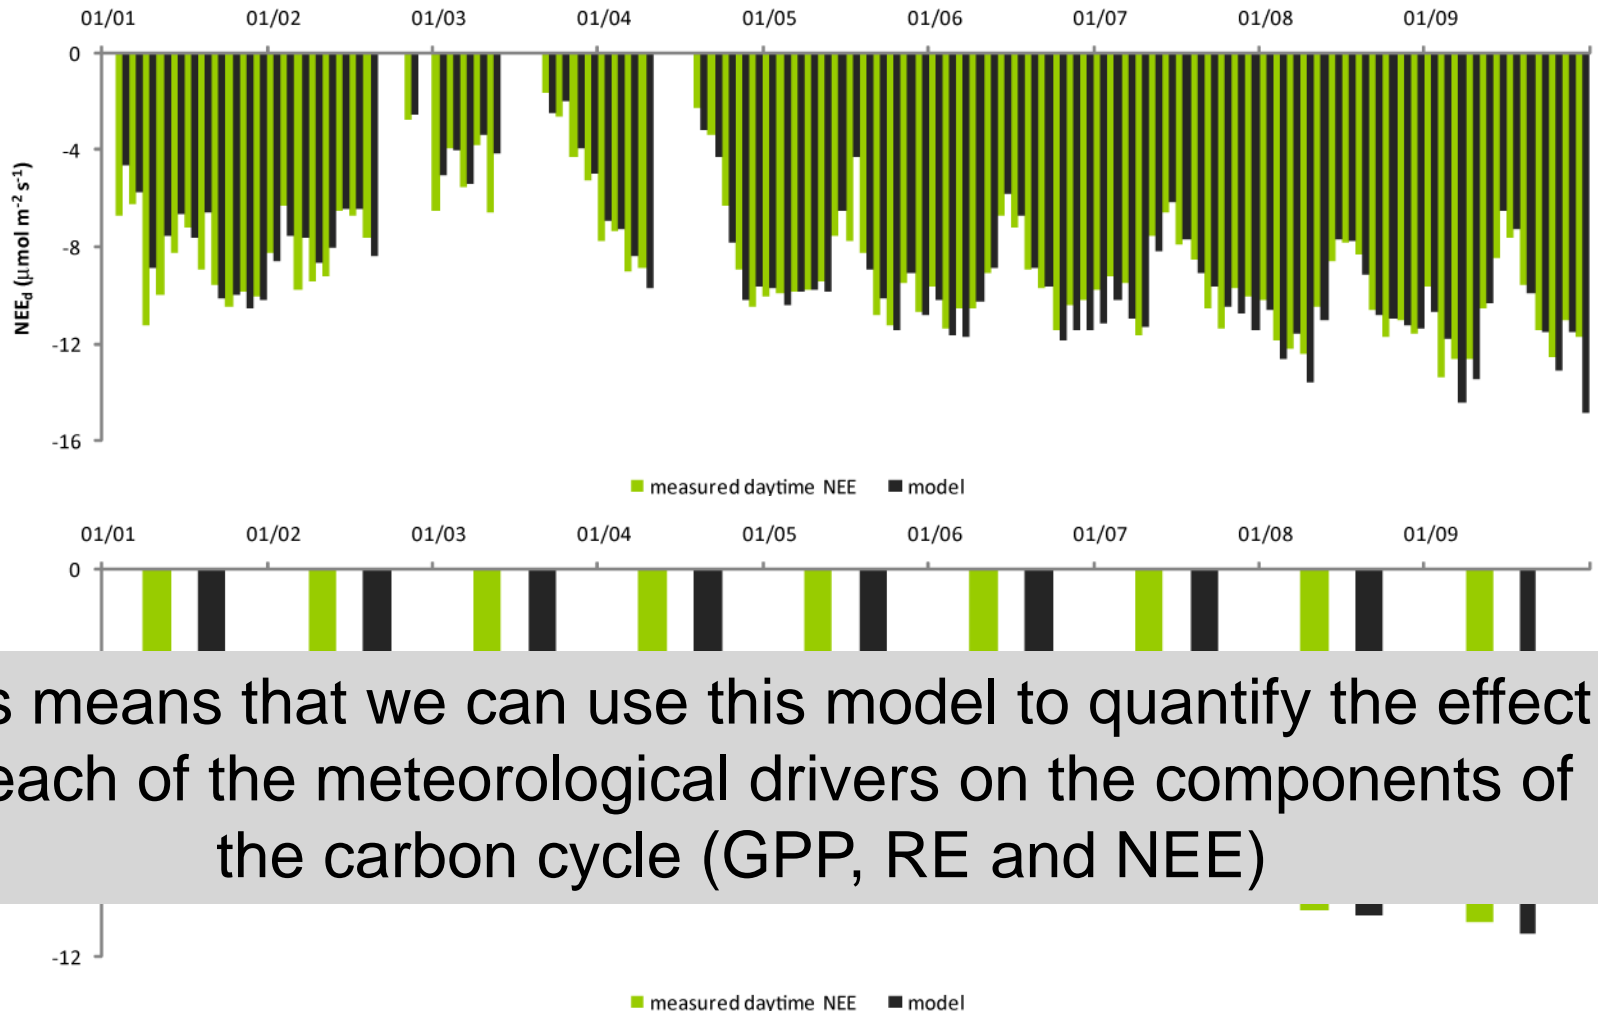 01/01 01/02 01/03 01/04 01/05 01/06 01/07 01/08 01/09
0
-4
-8
-12
-16
NEEd (µmol m-2 s-1)
measured daytime NEE model
01/01 01/02 01/03 01/04 01/05 01/06 01/07 01/08 01/09
0
s means that we can use this model to quantify the effect
each of the meteorological drivers on the components of
the carbon cycle (GPP, RE and NEE)
-12
measured daytime NEE model